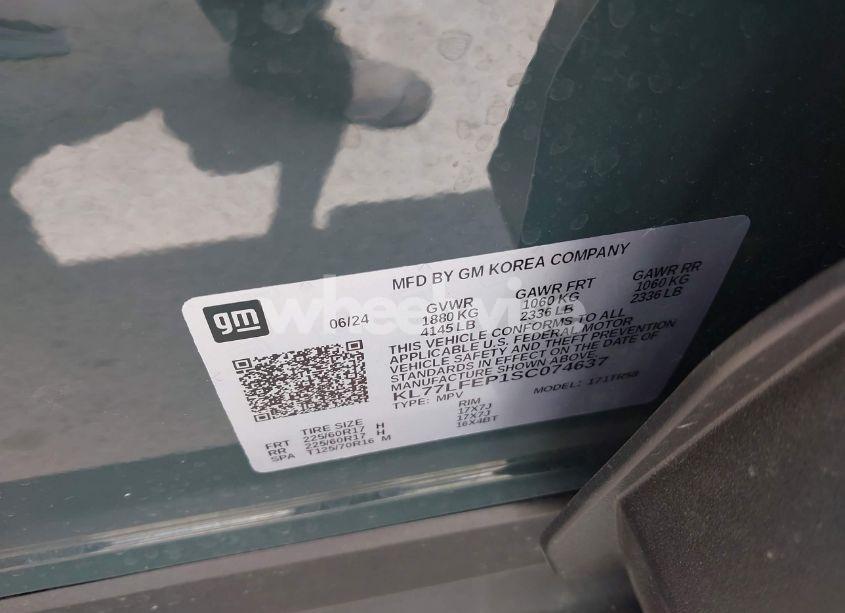 MFD BY GM KOREA COMPANY
gm
06/24
GVWR GAWR FRT GAWR RR
1880 KG 1060 KG 1060 KG
4145 LB 2336 LB 2336 LB
THIS VEHICLE CONFORMS TO ALL
APPLICABLE U.S. FEDERAL MOTOR
VEHICLE SAFETY AND THEFT PREVENTION
STANDARDS IN EFFECT ON THE DATE OF
MANUFACTURE SHOWN ABOVE.
KL77LFEP1SC074637
TYPE: MPV MODEL: 171TR58
TIRE SIZE RIM
FRT 225/60R17 H 17X7J
RR 225/60R17 H 17X7J
SPA T125/70R16 M 16X4BT